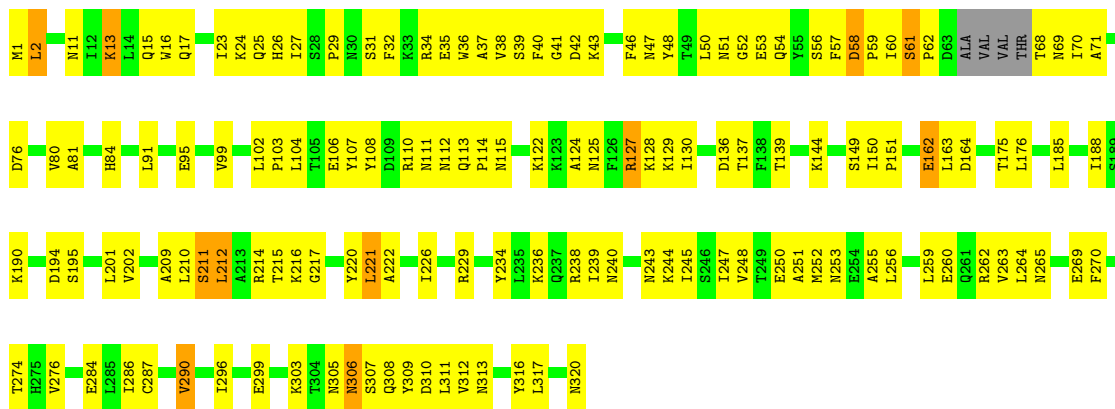 M1 L2 N11 I12 K13 L14 Q15 W16 Q17 I23 K24 Q25 H26 I27 S28 P29 N30 S31 F32 K33 R34 E35 W36 A37 V38 S39 F40 G41 D42 K43 F46 N47 Y48 T49 L50 N51 G52 E53 Q54 Y55 S56 F57 D58 P59 I60 S61 P62 D63 ALA VAL VAL THR T68 N69 I70 A71
D76 V80 A81 H84 L91 E95 V99 L102 P103 L104 T105 E106 Y107 Y108 D109 R110 N111 N112 Q113 P114 N115 K122 K123 A124 N125 F126 R127 K128 K129 I130 D136 T137 F138 T139 K144 S149 I150 P151 E162 L163 D164 T175 L176 L185 I188 S189
K190 D194 S195 L201 V202 A209 L210 S211 L212 A213 R214 T215 K216 G217 Y220 L221 A222 I226 R229 Y234 L235 K236 Q237 R238 I239 N240 N243 K244 I245 S246 I247 V248 T249 E250 A251 M252 N253 E254 A255 L256 L259 E260 Q261 R262 V263 L264 N265 E269 F270
T274 H275 V276 E284 L285 I286 C287 V290 I296 E299 K303 T304 N305 N306 S307 Q308 Y309 D310 L311 V312 N313 Y316 L317 N320